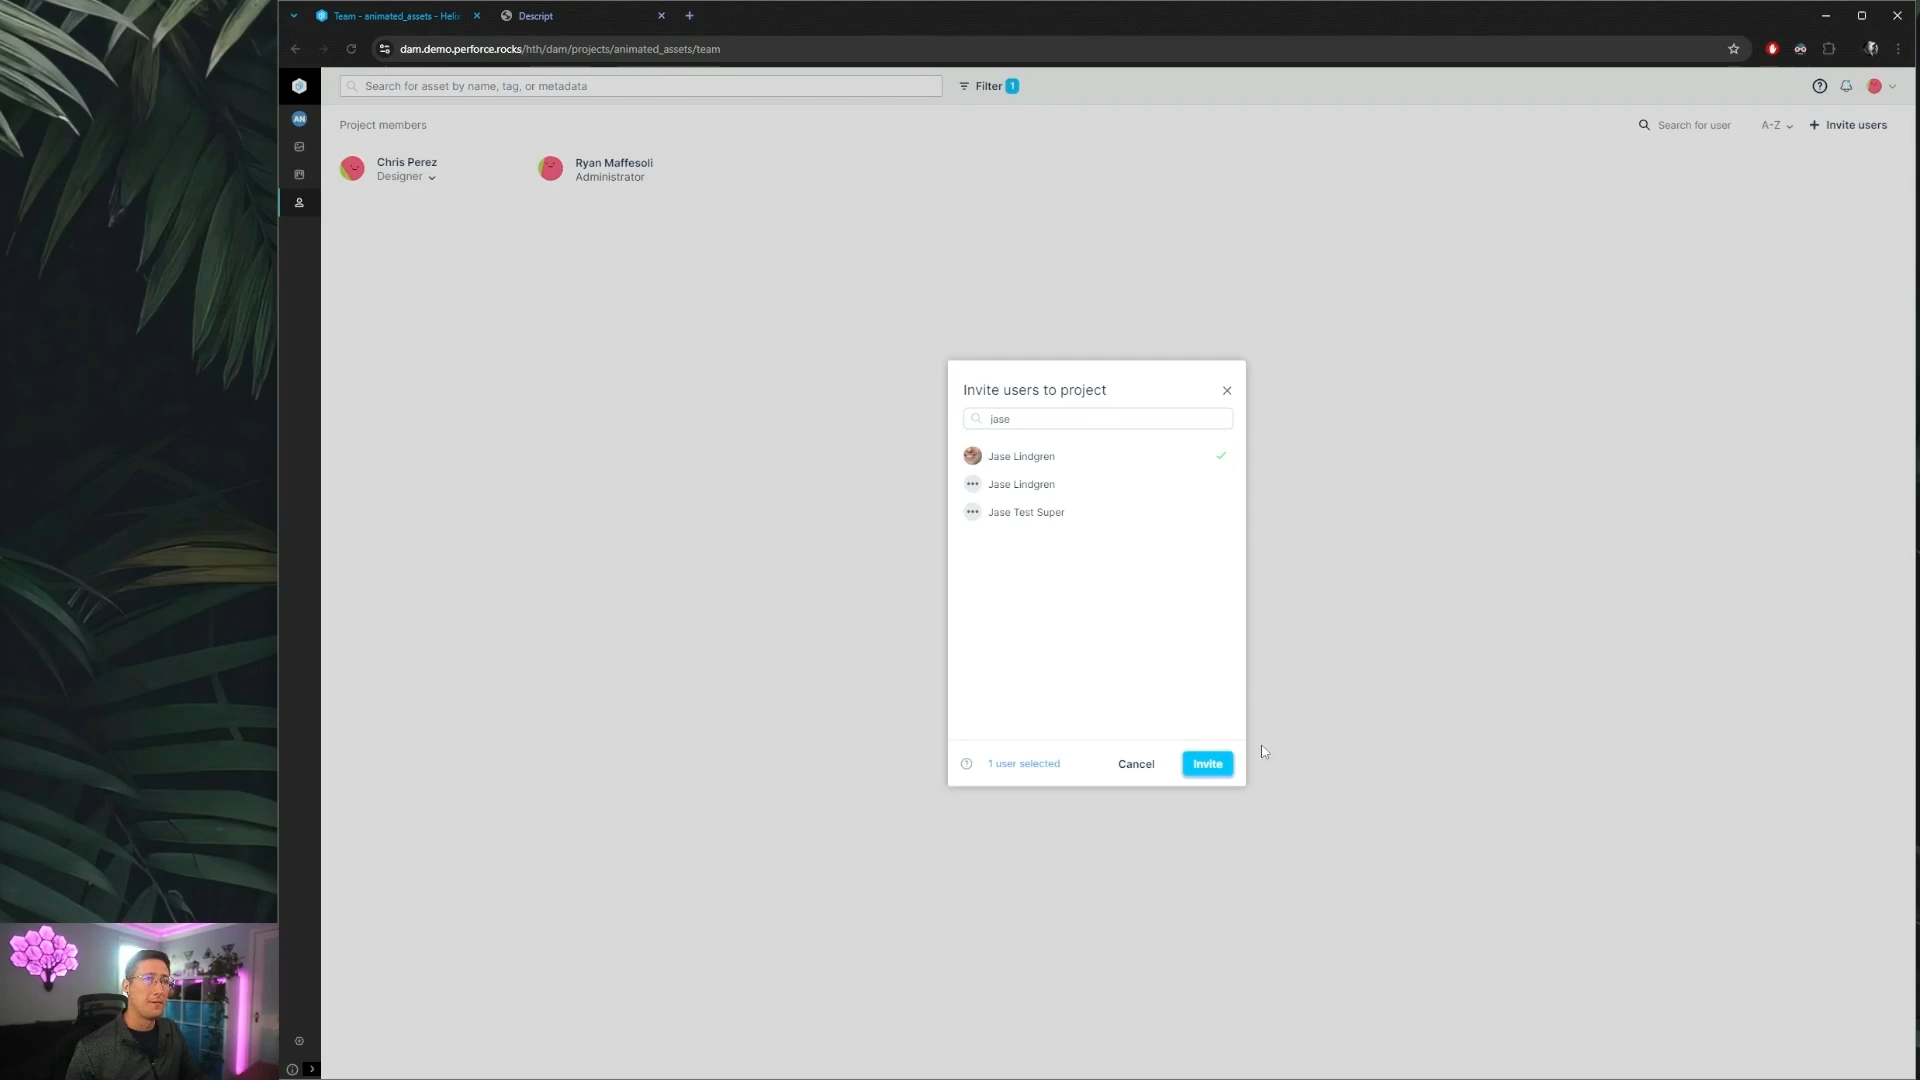 Team - animated_assets - Helix
Descript
dam.demo.perforce.rocks/hth/dam/projects/animated_assets/team
Search for asset by name, tag, or metadata
Filter 1
AN
Project members
Search for user
A-Z
+ Invite users
Chris Perez
Designer
Ryan Maffesoli
Administrator
Invite users to project
jase
Jase Lindgren
Jase Lindgren
Jase Test Super
1 user selected
Cancel
Invite